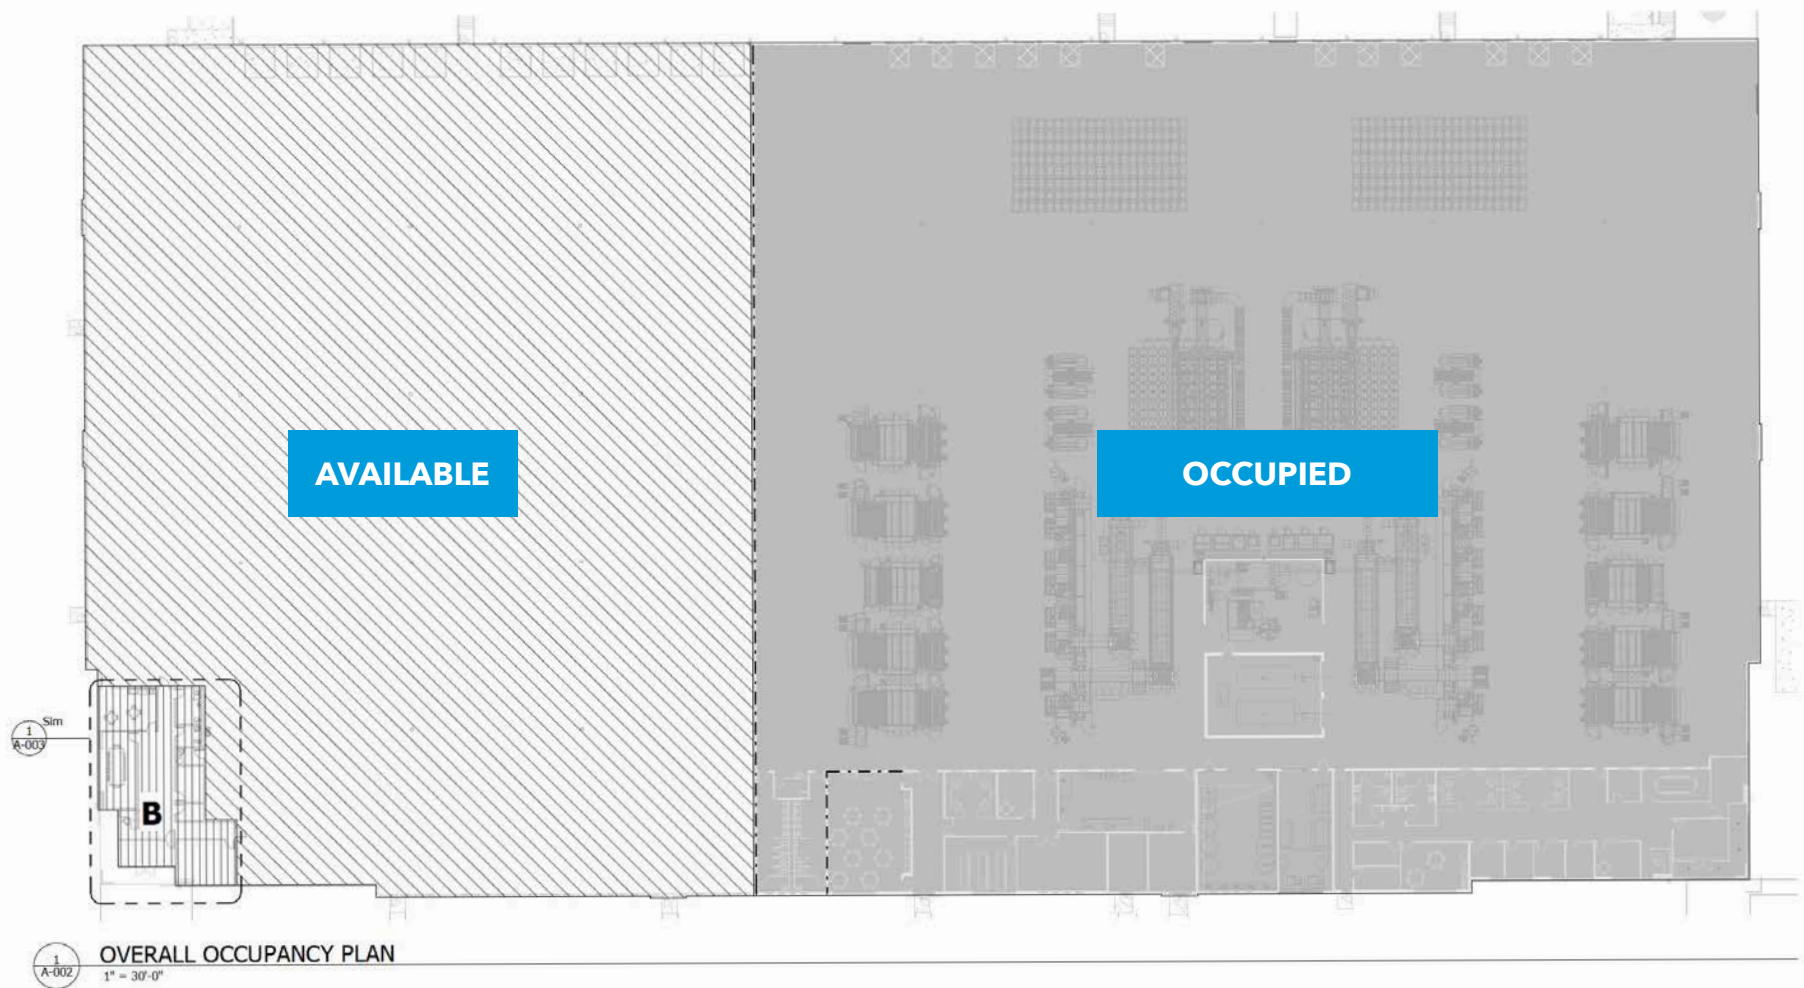 AVAILABLE
OCCUPIED
Sim
1
A-003
B
1
A-002
OVERALL OCCUPANCY PLAN
1" = 30'-0"